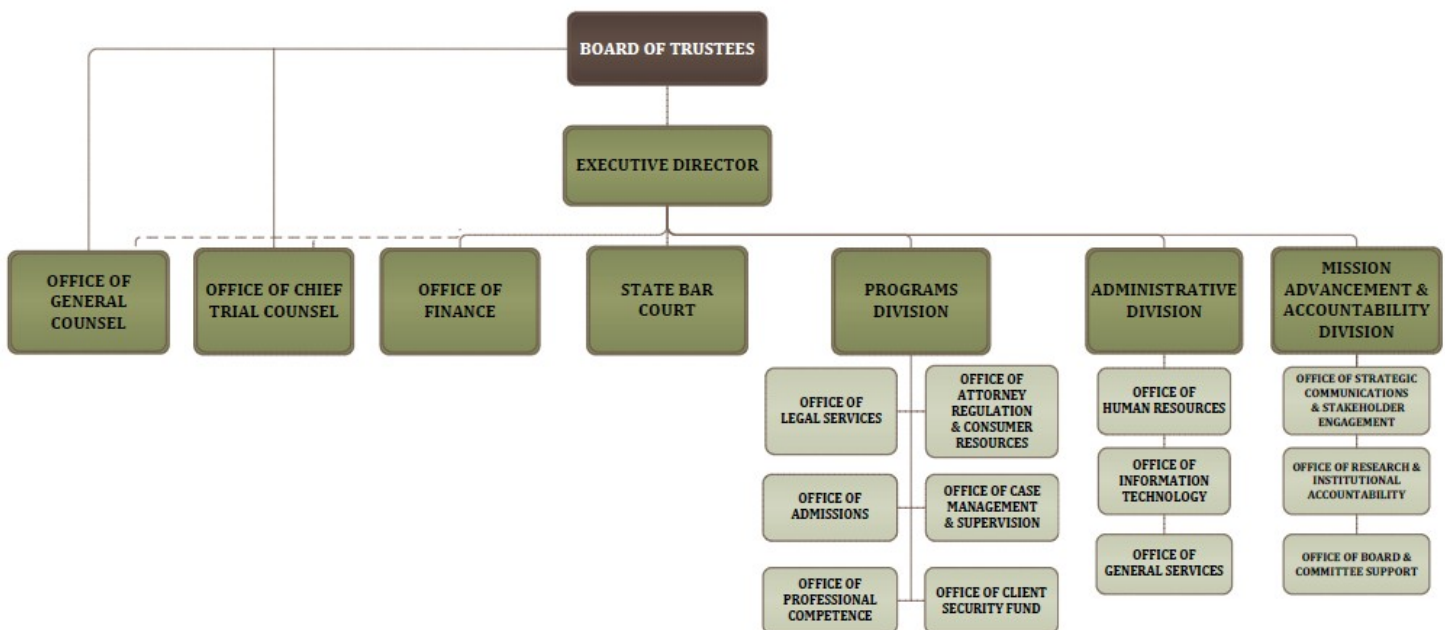 BOARD OF TRUSTEES
EXECUTIVE DIRECTOR
OFFICE OF
GENERAL
COUNSEL
OFFICE OF CHIEF
TRIAL COUNSEL
OFFICE OF
FINANCE
STATE BAR
COURT
PROGRAMS
DIVISION
ADMINISTRATIVE
DIVISION
MISSION
ADVANCEMENT &
ACCOUNTABILITY
DIVISION
OFFICE OF
LEGAL SERVICES
OFFICE OF
ATTORNEY
REGULATION
& CONSUMER
RESOURCES
OFFICE OF
ADMISSIONS
OFFICE OF CASE
MANAGEMENT
& SUPERVISION
OFFICE OF
PROFESSIONAL
COMPETENCE
OFFICE OF CLIENT
SECURITY FUND
OFFICE OF
HUMAN RESOURCES
OFFICE OF
INFORMATION
TECHNOLOGY
OFFICE OF
GENERAL SERVICES
OFFICE OF STRATEGIC
COMMUNICATIONS
& STAKEHOLDER
ENGAGEMENT
OFFICE OF RESEARCH &
INSTITUTIONAL
ACCOUNTABILITY
OFFICE OF BOARD &
COMMITTEE SUPPORT